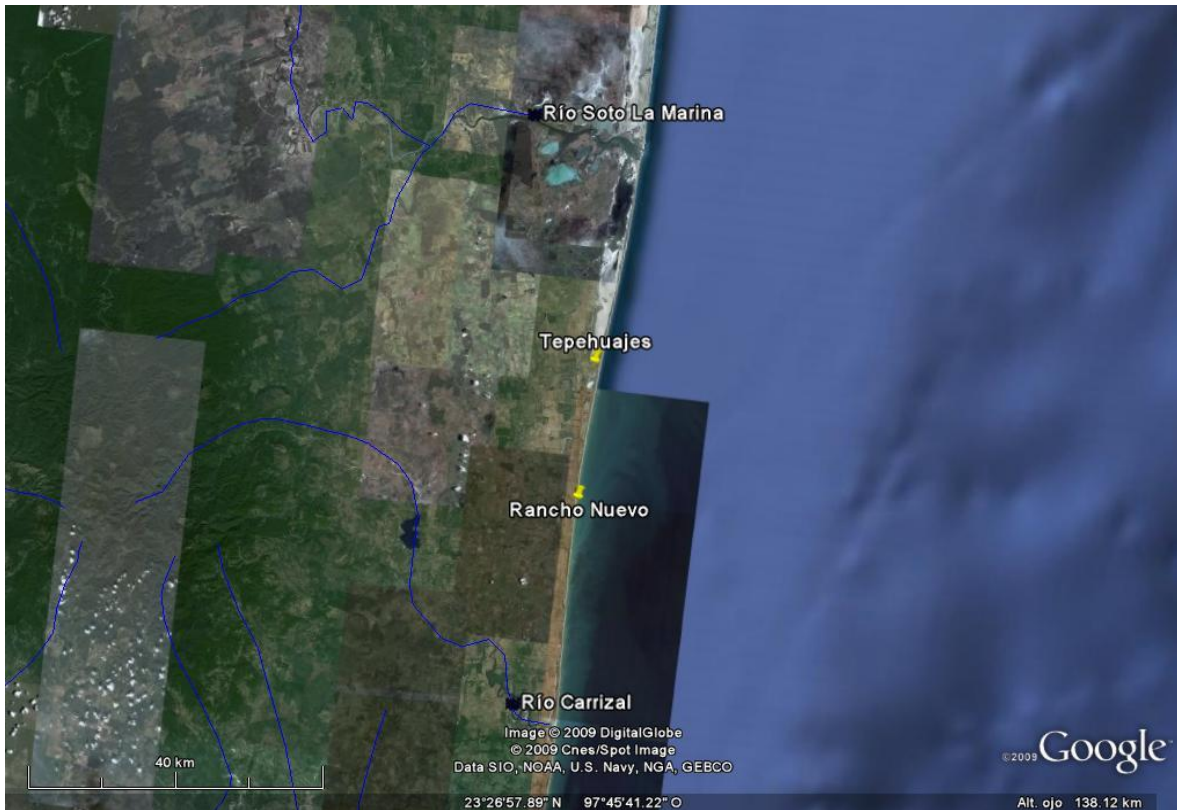 Río Soto La Marina
Tepehuajes
Rancho Nuevo
Río Carrizal
Image © 2009 DigitalGlobe
© 2009 Cnes/Spot Image
Data SIO, NOAA, U.S. Navy, NGA, GEBCO
©2009 Google
40 km
23°26'57.89" N 97°45'41.22" O
Alt. ojo 138.12 km